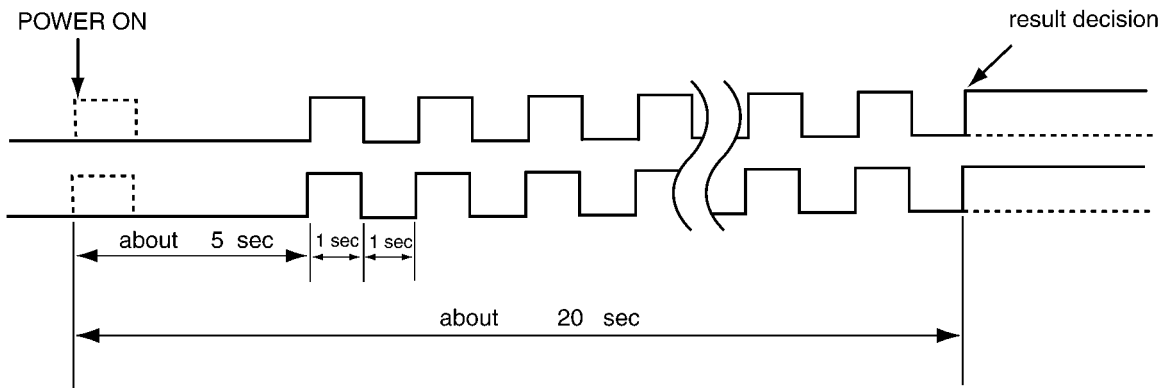 POWER ON
result decision
about 5 sec
1 sec
1 sec
about 20 sec